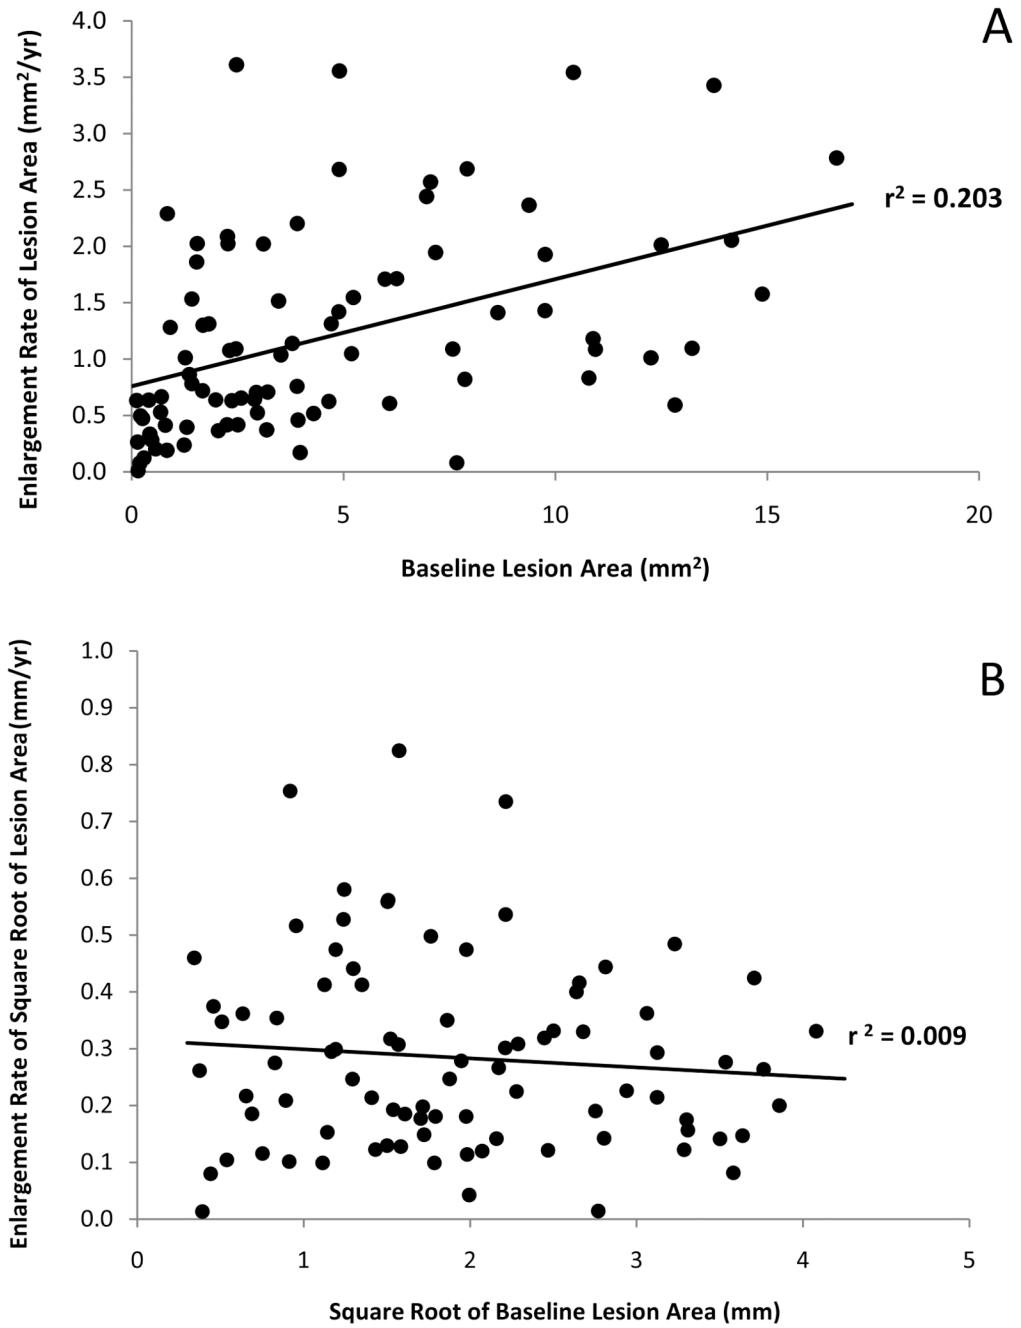 A
Enlargement Rate of Lesion Area (mm²/yr)
4.0
3.5
3.0
2.5
2.0
1.5
1.0
0.5
0.0
r² = 0.203
0 5 10 15 20
Baseline Lesion Area (mm²)
B
Enlargement Rate of Square Root of Lesion Area (mm/yr)
1.0
0.9
0.8
0.7
0.6
0.5
0.4
0.3
0.2
0.1
0.0
r ² = 0.009
0 1 2 3 4 5
Square Root of Baseline Lesion Area (mm)